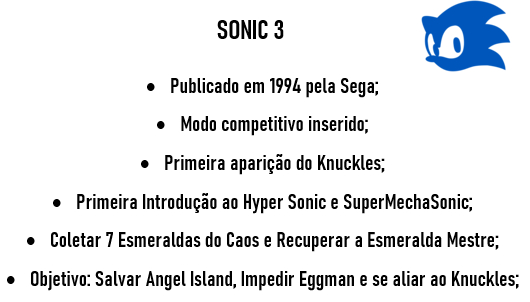 SONIC 3
• Publicado em 1994 pela Sega;
• Modo competitivo inserido;
• Primeira aparição do Knuckles;
• Primeira Introdução ao Hyper Sonic e SuperMechaSonic;
• Coletar 7 Esmeraldas do Caos e Recuperar a Esmeralda Mestre;
• Objetivo: Salvar Angel Island, Impedir Eggman e se aliar ao Knuckles;